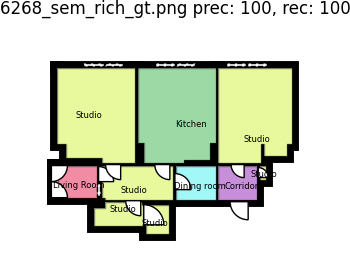 6268_sem_rich_gt.png prec: 100, rec: 100
Studio
Kitchen
Studio
Studio
Living Room
Studio
Dining room
Corridor
Studio
Studio